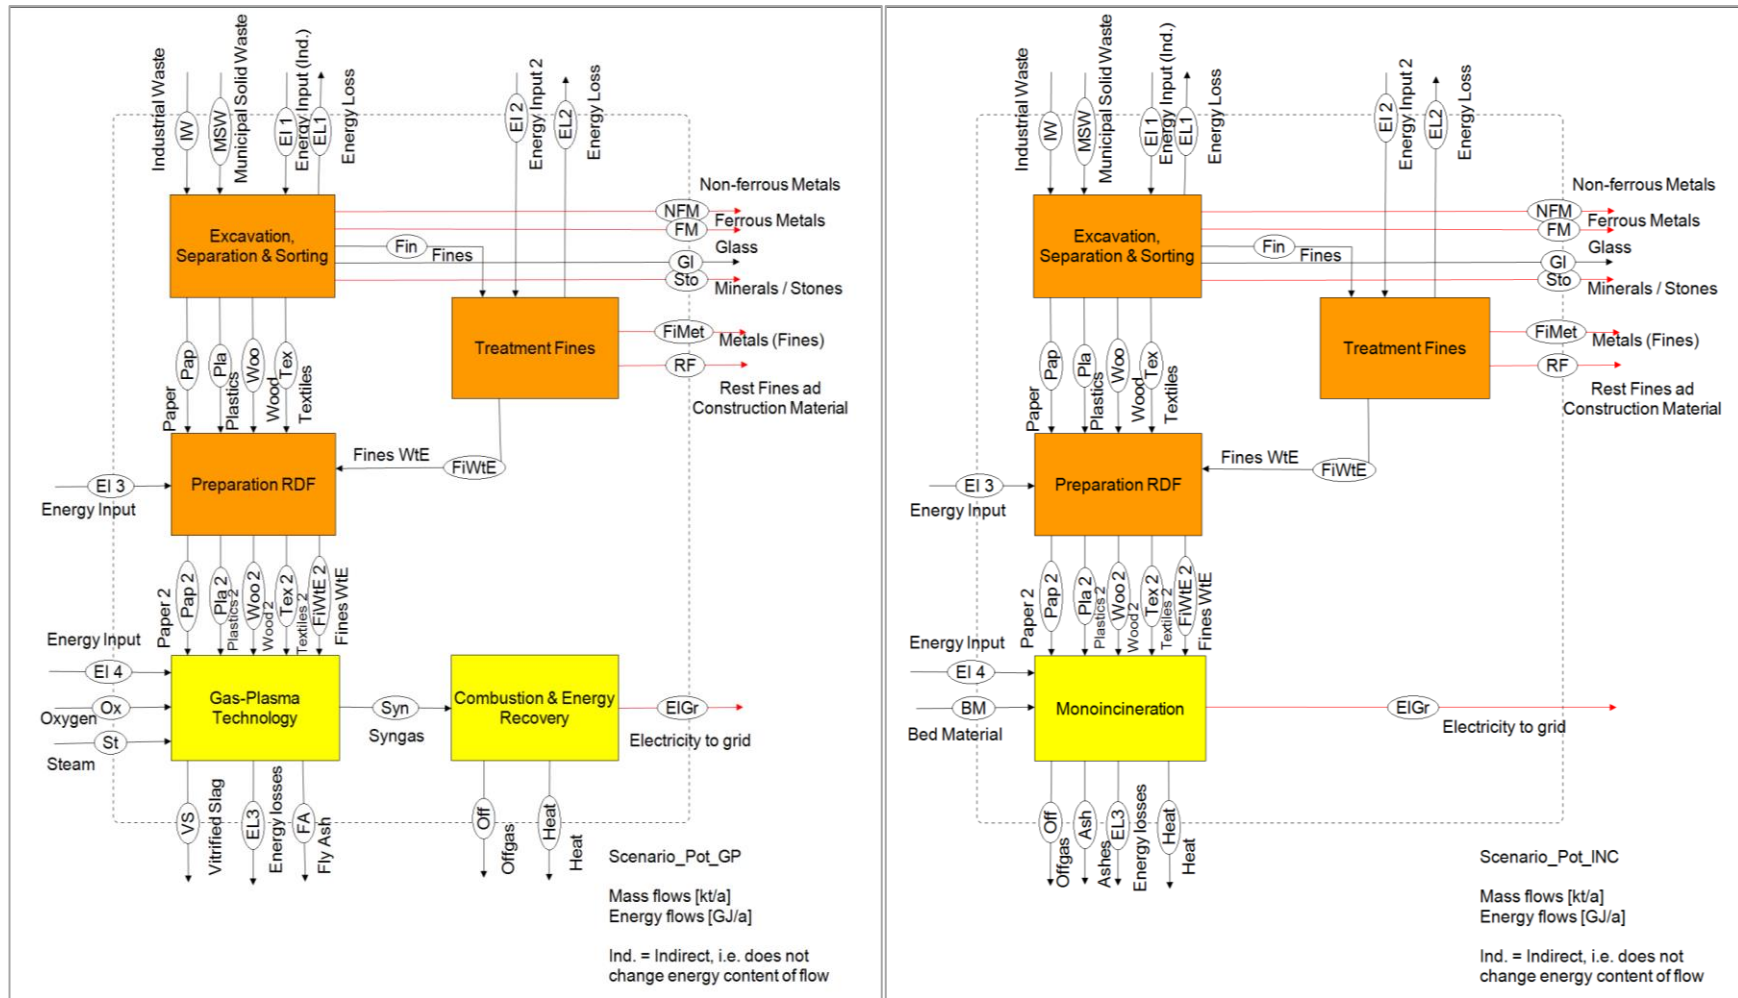 Industrial Waste
IW
Municipal Solid Waste
MSW
Energy Input (Ind.)
EI 1
Energy Loss
EL1
Energy Input 2
EI 2
Energy Loss
EL2
Non-ferrous Metals
NFM
Ferrous Metals
FM
Glass
Gl
Sto
Minerals / Stones
Excavation,
Separation & Sorting
Fin
Fines
Treatment Fines
FiMet
Metals (Fines)
RF
Rest Fines ad
Construction Material
Paper
Pap
Plastics
Pla
Wood
Woo
Textiles
Tex
Fines WtE
FiWtE
Preparation RDF
EI 3
Energy Input
Paper 2
Pap 2
Plastics 2
Pla 2
Wood 2
Woo 2
Textiles 2
Tex 2
Fines WtE
FiWtE 2
Energy Input
EI 4
Oxygen
Ox
Steam
St
Gas-Plasma
Technology
Syn
Syngas
Combustion & Energy
Recovery
ElGr
Electricity to grid
VS
Vitrified Slag
EL3
Energy losses
FA
Fly Ash
Off
Offgas
Heat
Heat
Scenario_Pot_GP
Mass flows [kt/a]
Energy flows [GJ/a]
Ind. = Indirect, i.e. does not
change energy content of flow
Industrial Waste
IW
Municipal Solid Waste
MSW
Energy Input (Ind.)
EI 1
Energy Loss
EL1
Energy Input 2
EI 2
Energy Loss
EL2
Non-ferrous Metals
NFM
Ferrous Metals
FM
Glass
Gl
Sto
Minerals / Stones
Excavation,
Separation & Sorting
Fin
Fines
Treatment Fines
FiMet
Metals (Fines)
RF
Rest Fines ad
Construction Material
Paper
Pap
Plastics
Pla
Wood
Woo
Textiles
Tex
Fines WtE
FiWtE
Preparation RDF
EI 3
Energy Input
Paper 2
Pap 2
Plastics 2
Pla 2
Wood 2
Woo 2
Textiles 2
Tex 2
Fines WtE
FiWtE 2
Energy Input
EI 4
BM
Bed Material
Monoincineration
ElGr
Electricity to grid
Off
Offgas
Ash
Ashes
EL3
Energy losses
Heat
Heat
Scenario_Pot_INC
Mass flows [kt/a]
Energy flows [GJ/a]
Ind. = Indirect, i.e. does not
change energy content of flow